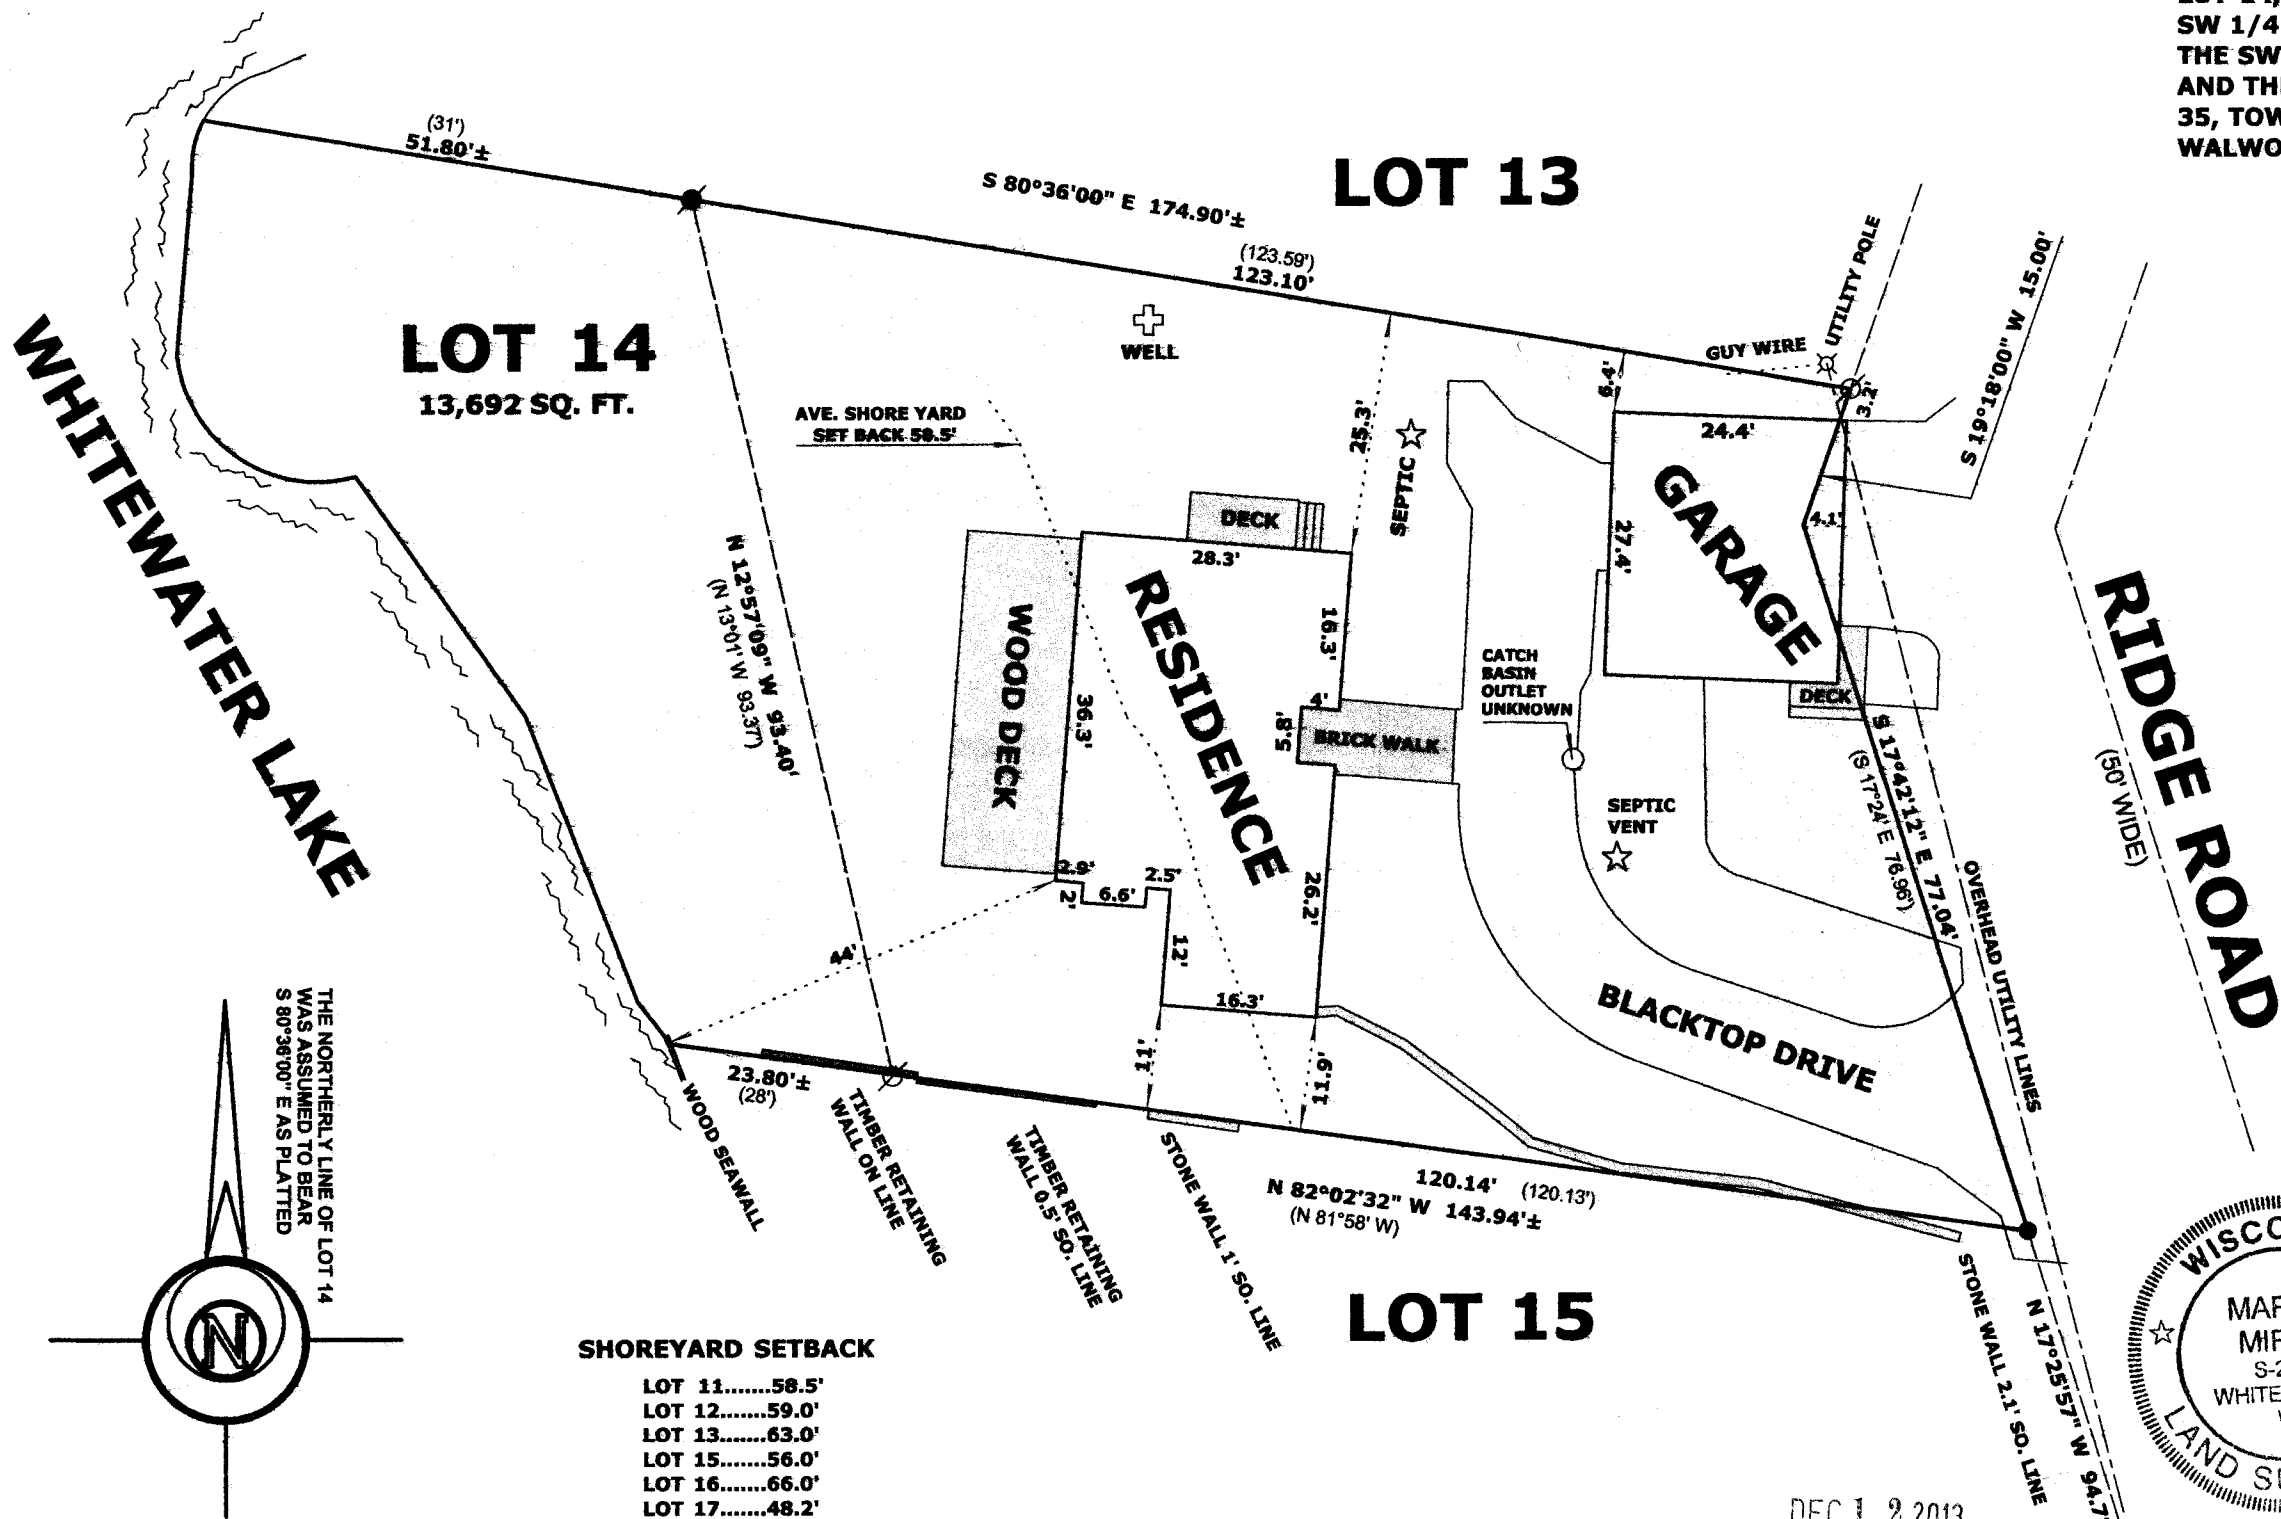 SW 1/4
THE SW
35, TOW
WALWO
(31')
51.80'±
S 80°36'00" E 174.90'±
(123.59')
123.10'
LOT 13
UTILITY POLE
GUY WIRE
S 19°18'00" W 15.00'
3.2'
LOT 14
13,692 SQ. FT.
WHITEWATER LAKE
AVE. SHORE YARD
SET BACK 58.5'
WELL
25.3'
SEPTIC
6.4'
24.4'
GARAGE
27.4'
4.1'
DECK
28.3'
N 12°57'09" W 93.40'
(N 13°01' W 93.37')
WOOD DECK
36.3'
RESIDENCE
16.3'
4'
5.8'
BRICK WALK
CATCH
BASIN
OUTLET
UNKNOWN
DECK
RIDGE ROAD
(50' WIDE)
S 17°42'12" E 77.04'
(S 17°24' E 76.96')
SEPTIC
VENT
OVERHEAD UTILITY LINES
2.9'
2'
6.6'
2.5'
12'
26.2'
44'
16.3'
11'
11.9'
BLACKTOP DRIVE
23.80'±
(28')
WOOD SEAWALL
TIMBER RETAINING
WALL ON LINE
TIMBER RETAINING
WALL 0.5' SO. LINE
STONE WALL 1' SO. LINE
120.14' (120.13')
N 82°02'32" W 143.94'±
(N 81°58' W)
LOT 15
STONE WALL 2.1' SO. LINE
N 17°25'57" W 94.7
THE NORTHERLY LINE OF LOT 14
WAS ASSUMED TO BEAR
S 80°36'00" E AS PLATTED
N
SHOREYARD SETBACK
LOT 11.......58.5'
LOT 12.......59.0'
LOT 13.......63.0'
LOT 15.......56.0'
LOT 16.......66.0'
LOT 17.......48.2'
WISCO
MAR
S-2
WHITE
LAND
DEC 12 2013